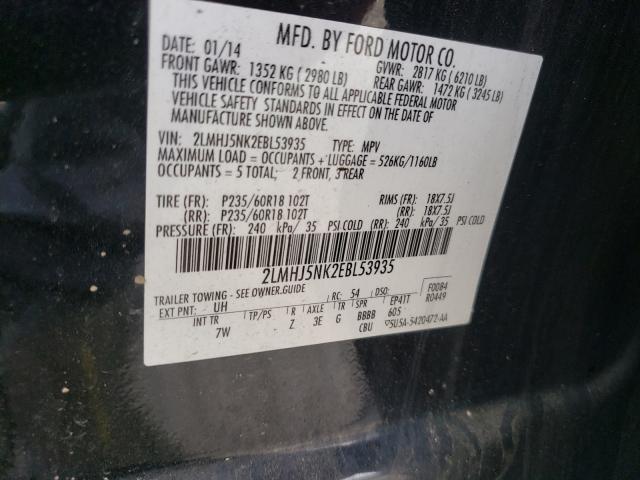 MFD. BY FORD MOTOR CO.
DATE: 01/14 GVWR: 2817 KG ( 6210 LB)
FRONT GAWR: 1352 KG ( 2980 LB) REAR GAWR: 1472 KG ( 3245 LB)
THIS VEHICLE CONFORMS TO ALL APPLICABLE FEDERAL MOTOR
VEHICLE SAFETY STANDARDS IN EFFECT ON THE DATE OF
MANUFACTURE SHOWN ABOVE.
VIN: 2LMHJ5NK2EBL53935 TYPE: MPV
MAXIMUM LOAD = OCCUPANTS + LUGGAGE = 526KG/1160LB
OCCUPANTS = 5 TOTAL; 2 FRONT, 3 REAR
TIRE (FR): P235/60R18 102T RIMS (FR): 18X7.5J
(RR): P235/60R18 102T (RR): 18X7.5J
PRESSURE (FR): 240 kPa/ 35 PSI COLD (RR): 240 kPa/ 35 PSI COLD
2LMHJ5NK2EBL53935
TRAILER TOWING - SEE OWNER.GUIDE
EXT PNT: UH RC: 54 DSO: F0084
INT TR TP/PS R AXLE TR SPR EP4IT R0449
7W Z 3E G BBBB 605
CBU 5U5A-5420472-AA